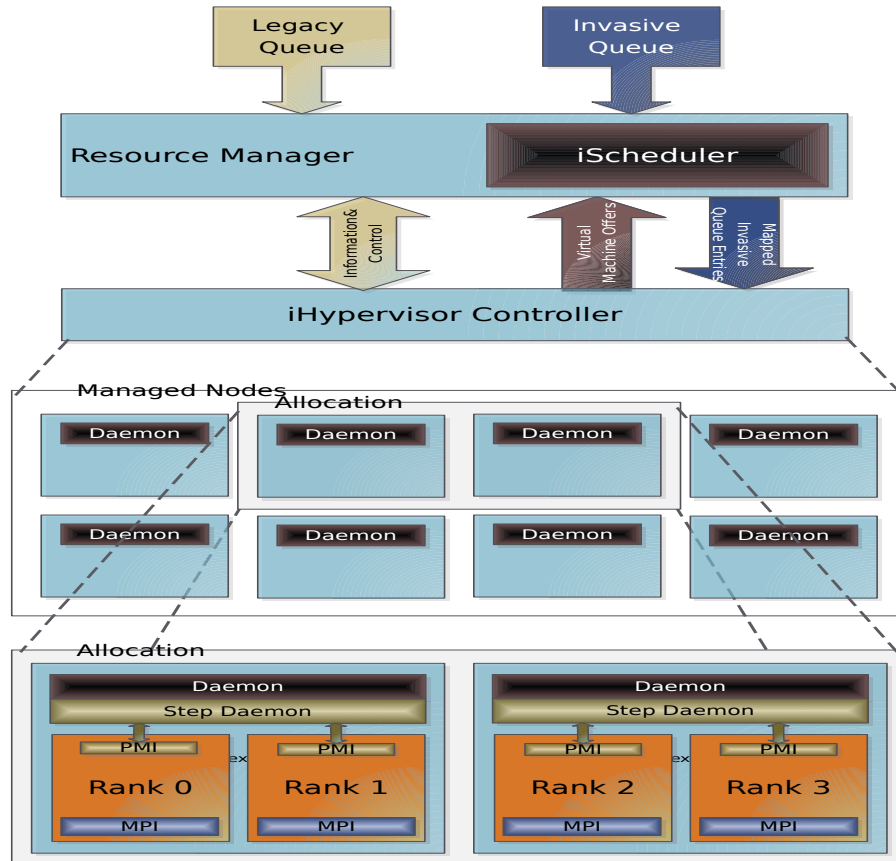 Legacy
Queue
Invasive
Queue
Resource Manager
iScheduler
Information&
Control
Virtual
Machine Offers
Mapped
Invasive
Queue Entries
iHypervisor Controller
Managed Nodes
Allocation
Daemon
Daemon
Daemon
Daemon
Daemon
Daemon
Daemon
Daemon
Allocation
Daemon
Daemon
Step Daemon
Step Daemon
PMI
PMI
PMI
PMI
ex
ex
Rank 0
Rank 1
Rank 2
Rank 3
MPI
MPI
MPI
MPI